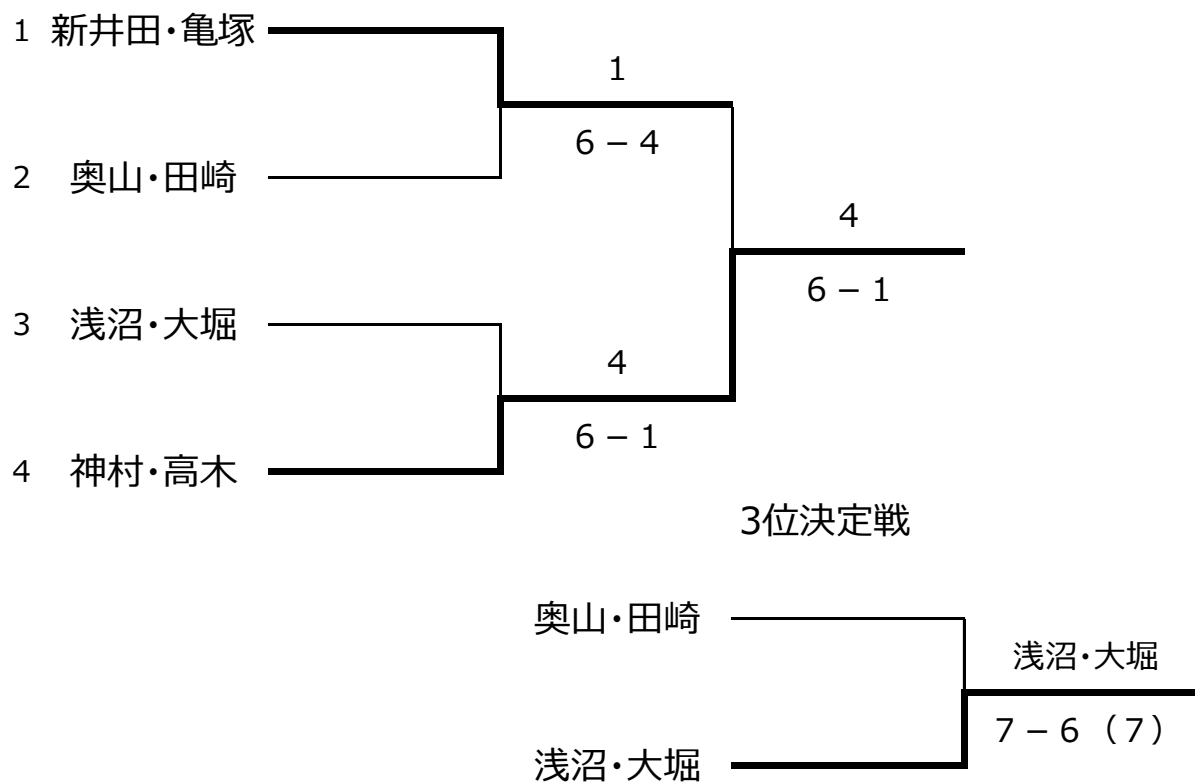 1 新井田・亀塚
1
6 – 4
2 奥山・田崎
4
6 – 1
3 浅沼・大堀
4
6 – 1
4 神村・高木
3位決定戦
奥山・田崎
浅沼・大堀
7 – 6 (7)
浅沼・大堀